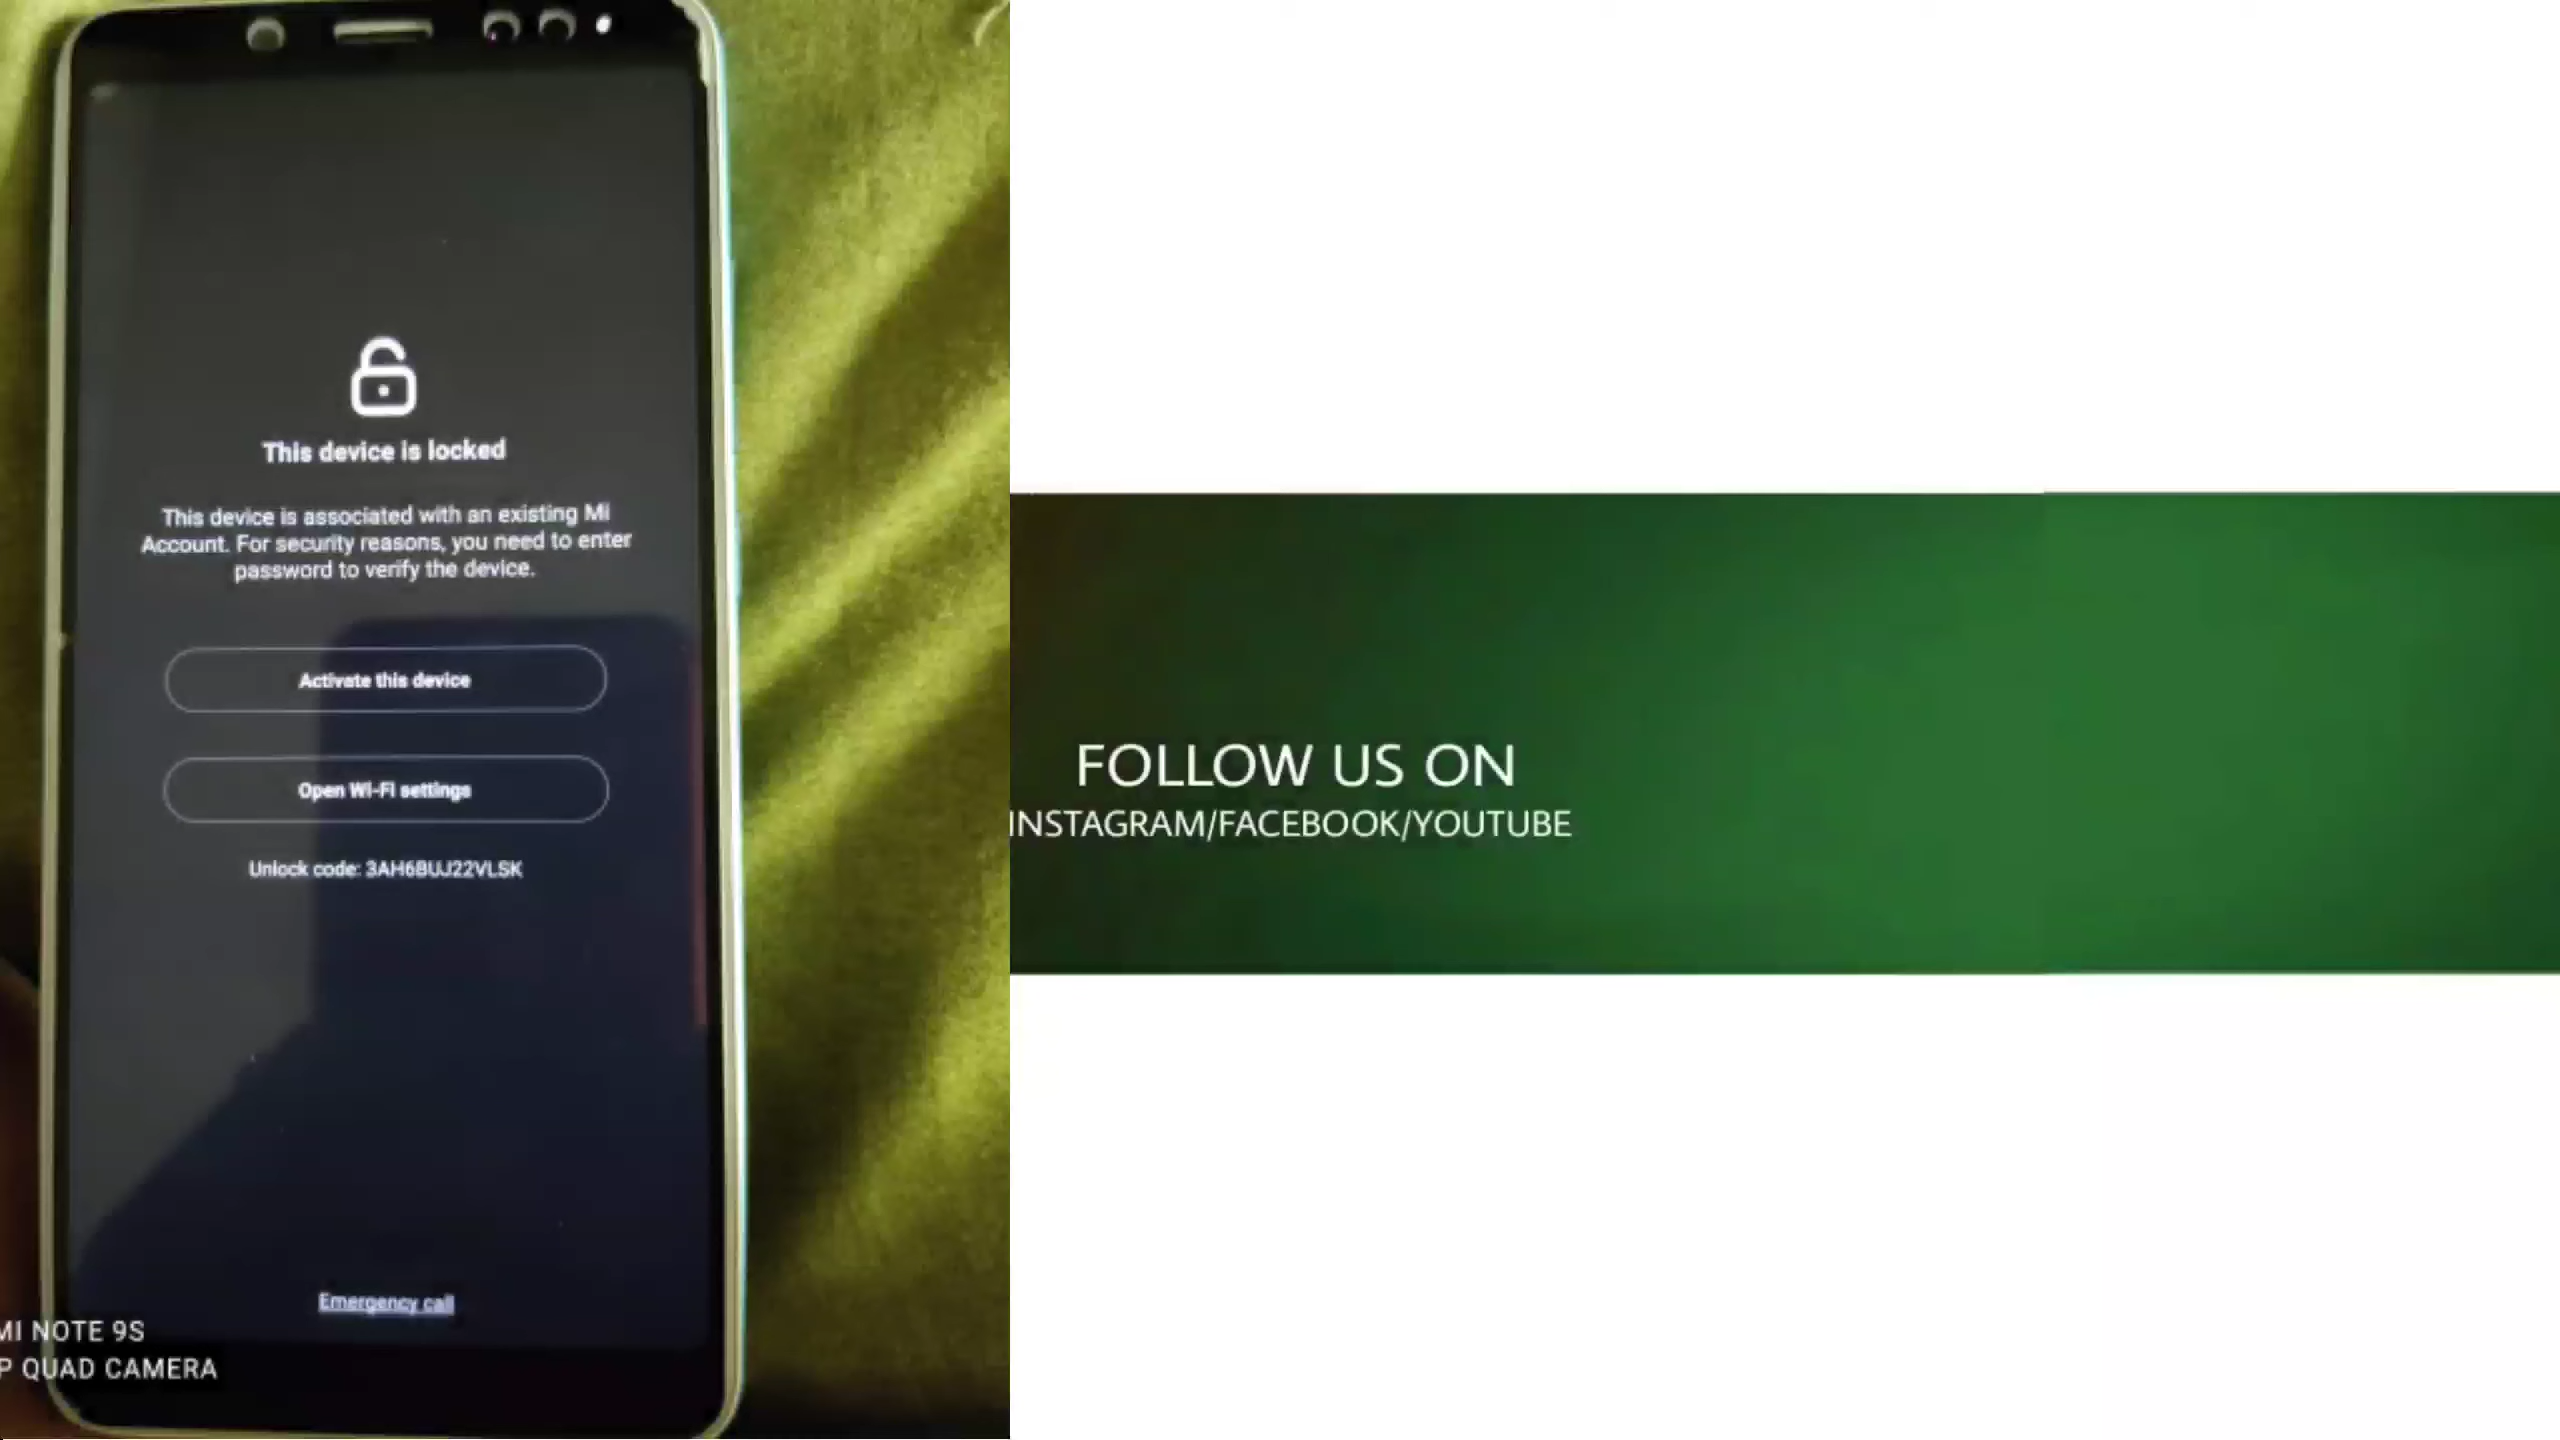 This device is locked
This device is associated with an existing Mi
Account. For security reasons, you need to enter
password to verify the device.
Activate this device
Open Wi-Fi settings
Unlock code: 3AH6BUJ22VLSK
Emergency call
MI NOTE 9S
P QUAD CAMERA
FOLLOW US ON
INSTAGRAM/FACEBOOK/YOUTUBE